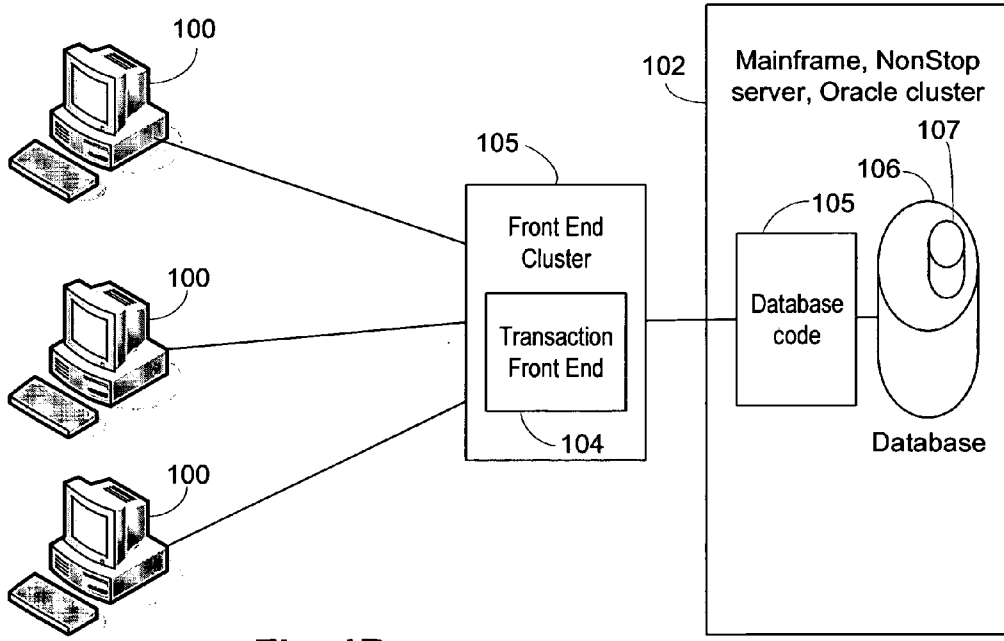 100
102
Mainframe, NonStop
server, Oracle cluster
107
106
105
105
Front End
Cluster
Transaction
Front End
104
Database
code
Database
100
100